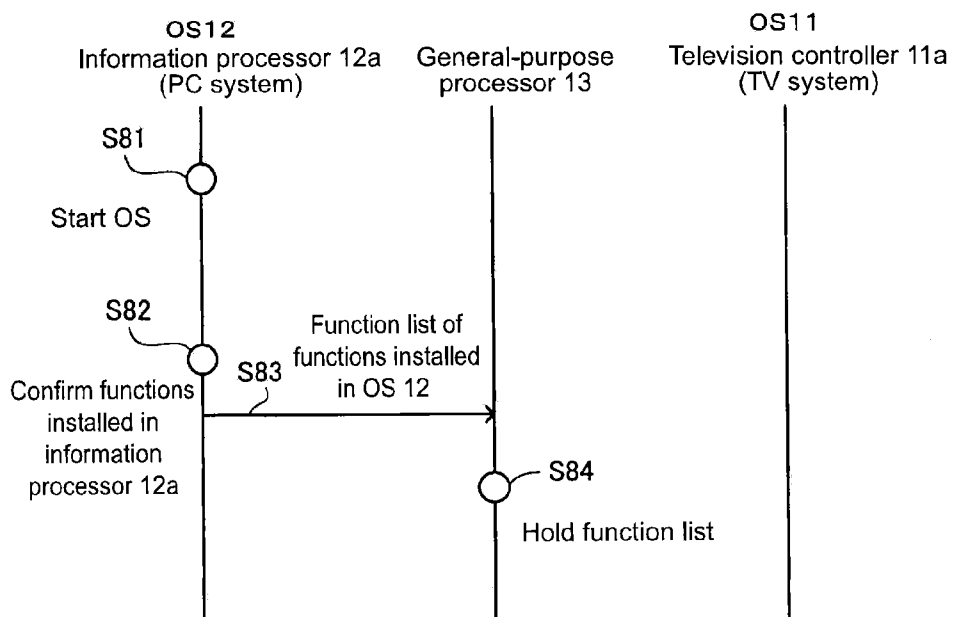 OS12
Information processor 12a
(PC system)
General-purpose
processor 13
OS11
Television controller 11a
(TV system)
S81
Start OS
S82
Confirm functions
installed in
information
processor 12a
S83
Function list of
functions installed
in OS 12
S84
Hold function list